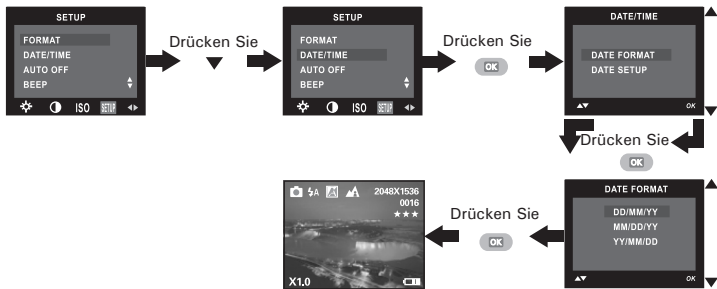 SETUP
FORMAT
DATE/TIME
AUTO OFF
BEEP
ISO SETUP
Drücken Sie
SETUP
FORMAT
DATE/TIME
AUTO OFF
BEEP
ISO SETUP
Drücken Sie
OK
DATE/TIME
DATE FORMAT
DATE SETUP
OK
Drücken Sie
OK
DATE FORMAT
DD/MM/YY
MM/DD/YY
YY/MM/DD
OK
Drücken Sie
OK
A 2048X1536
0016
X1.0